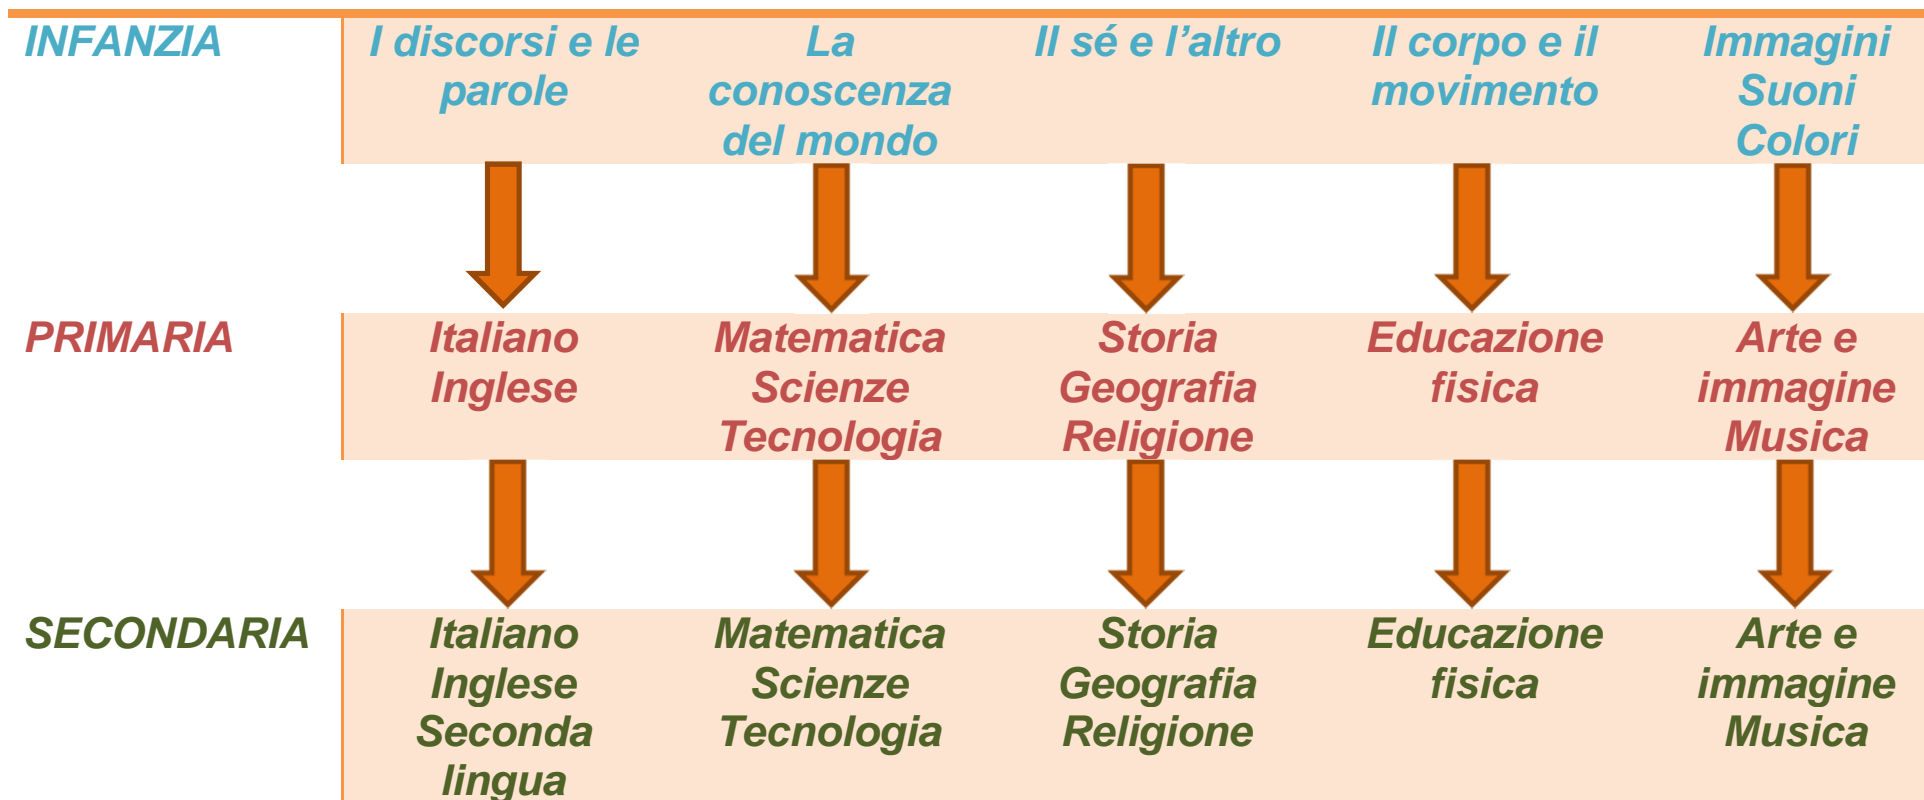 INFANZIA I discorsi e le La Il sé e l’altro Il corpo e il Immagini
parole conoscenza movimento Suoni
del mondo Colori
PRIMARIA Italiano Matematica Storia Educazione Arte e
Inglese Scienze Geografia fisica immagine
Tecnologia Religione Musica
SECONDARIA Italiano Matematica Storia Educazione Arte e
Inglese Scienze Geografia fisica immagine
Seconda Tecnologia Religione Musica
lingua